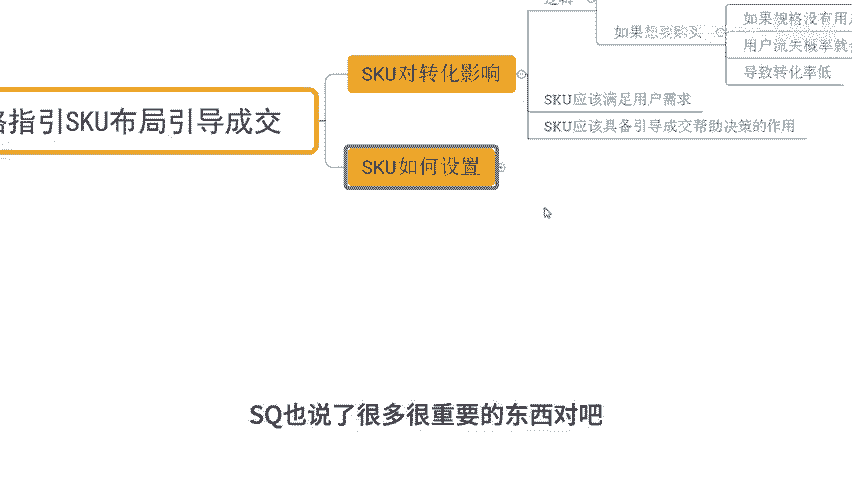 如果规格没有用
如果想要购买
用户流失概率就
导致转化率低
SKU对转化影响
SKU应该满足用户需求
SKU应该具备引导成交帮助决策的作用
格指引SKU布局引导成交
SKU如何设置
SQ也说了很多很重要的东西对吧